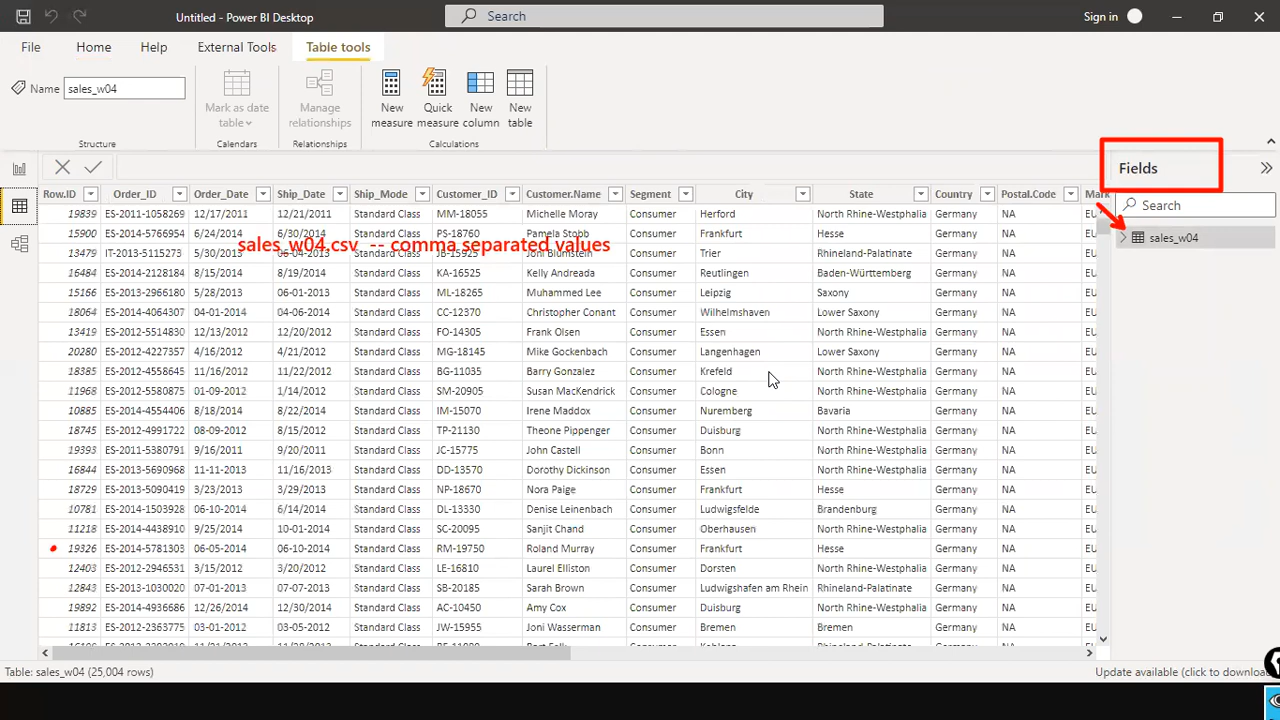 Untitled - Power BI Desktop
Search
Sign in
File Home Help External Tools Table tools
Name sales_w04
Mark as date table
Manage relationships
New measure
Quick measure
New column
New table
Structure Calendars Relationships Calculations
Fields
Search
sales_w04
sales_w04.csv -- comma separated values
Row.ID Order_ID Order_Date Ship_Date Ship_Mode Customer_ID Customer.Name Segment City State Country Postal.Code
19839 ES-2011-1058269 12/17/2011 12/21/2011 Standard Class MM-18055 Michelle Moray Consumer Herford North Rhine-Westphalia Germany NA EU
15900 ES-2014-5766954 6/24/2014 6/30/2014 Standard Class PS-18760 Pamela Stobb Consumer Frankfurt Hesse Germany NA
13479 IT-2013-5115273 5/30/2013 06-04-2013 Standard Class JB-15925 Joni Blumstein Consumer Trier Rhineland-Palatinate Germany NA EU
16484 ES-2014-2128184 8/15/2014 8/19/2014 Standard Class KA-16525 Kelly Andreada Consumer Reutlingen Baden-Württemberg Germany NA EU
15166 ES-2013-2966180 5/28/2013 06-01-2013 Standard Class ML-18265 Muhammed Lee Consumer Leipzig Saxony Germany NA EU
18064 ES-2014-4064307 04-01-2014 04-06-2014 Standard Class CC-12370 Christopher Conant Consumer Wilhelmshaven Lower Saxony Germany NA EU
13419 ES-2012-5514830 12/13/2012 12/20/2012 Standard Class FO-14305 Frank Olsen Consumer Essen North Rhine-Westphalia Germany NA EU
20280 ES-2012-4227357 4/16/2012 4/21/2012 Standard Class MG-18145 Mike Gockenbach Consumer Langenhagen Lower Saxony Germany NA EU
18385 ES-2012-4558645 11/16/2012 11/22/2012 Standard Class BG-11035 Barry Gonzalez Consumer Krefeld North Rhine-Westphalia Germany NA EU
11968 ES-2012-5580875 01-09-2012 1/14/2012 Standard Class SM-20905 Susan MacKendrick Consumer Cologne North Rhine-Westphalia Germany NA EU
10885 ES-2014-4554406 8/18/2014 8/22/2014 Standard Class IM-15070 Irene Maddox Consumer Nuremberg Bavaria Germany NA EU
18745 ES-2012-4991722 08-09-2012 8/15/2012 Standard Class TP-21130 Theone Pippenger Consumer Duisburg North Rhine-Westphalia Germany NA EU
19393 ES-2011-5380791 9/25/2011 9/30/2011 Standard Class JC-15775 John Castell Consumer Bonn North Rhine-Westphalia Germany NA EU
16844 ES-2013-5690968 11-11-2013 11/16/2013 Standard Class DD-13570 Dorothy Dickinson Consumer Essen North Rhine-Westphalia Germany NA EU
18729 ES-2013-5090419 3/23/2013 3/29/2013 Standard Class NP-18670 Nora Paige Consumer Frankfurt Hesse Germany NA EU
10781 ES-2014-1503928 06-10-2014 6/14/2014 Standard Class DL-13330 Denise Leinenbach Consumer Ludwigsfelde Brandenburg Germany NA EU
11218 ES-2014-4438910 9/25/2014 10-01-2014 Standard Class SC-20095 Sanjit Chand Consumer Oberhausen North Rhine-Westphalia Germany NA EU
19326 ES-2014-5781303 06-05-2014 06-10-2014 Standard Class RM-19750 Roland Murray Consumer Frankfurt Hesse Germany NA EU
12403 ES-2012-2946531 3/15/2012 3/20/2012 Standard Class LE-16810 Laurel Elliston Consumer Dorsten North Rhine-Westphalia Germany NA EU
12843 ES-2013-1030020 07-01-2013 07-07-2013 Standard Class SB-20185 Sarah Brown Consumer Ludwigshafen am Rhein Rhineland-Palatinate Germany NA EU
19892 ES-2014-4936686 12/26/2014 12/30/2014 Standard Class AC-10450 Amy Cox Consumer Duisburg North Rhine-Westphalia Germany NA EU
11813 ES-2012-2363775 03-01-2012 03-05-2012 Standard Class JW-15955 Joni Wasserman Consumer Bremen Bremen Germany NA EU
Table: sales_w04 (25,004 rows)
Update available (click to download